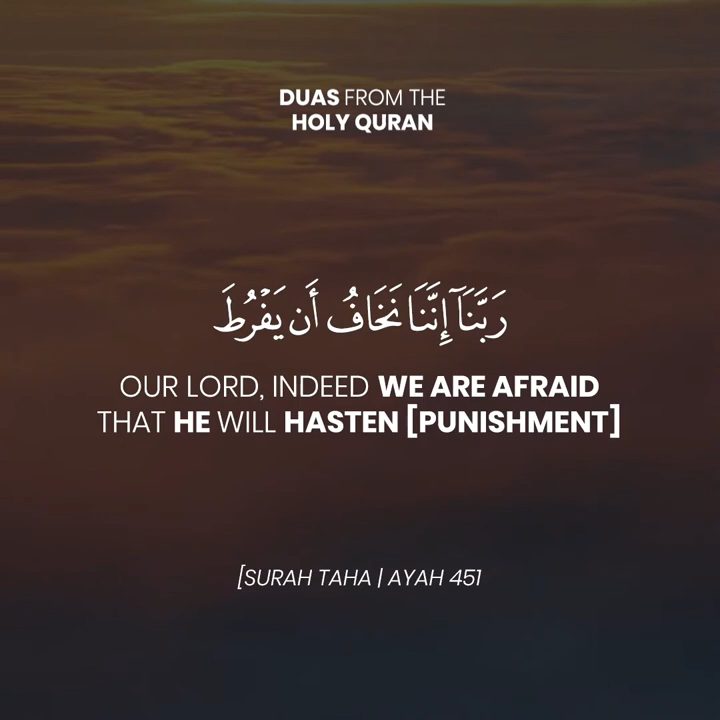 DUAS FROM THE
HOLY QURAN
رَبَّنَآ إِنَّنَا نَخَافُ أَن يَفْرُطَ
OUR LORD, INDEED WE ARE AFRAID
THAT HE WILL HASTEN [PUNISHMENT]
[SURAH TAHA | AYAH 451